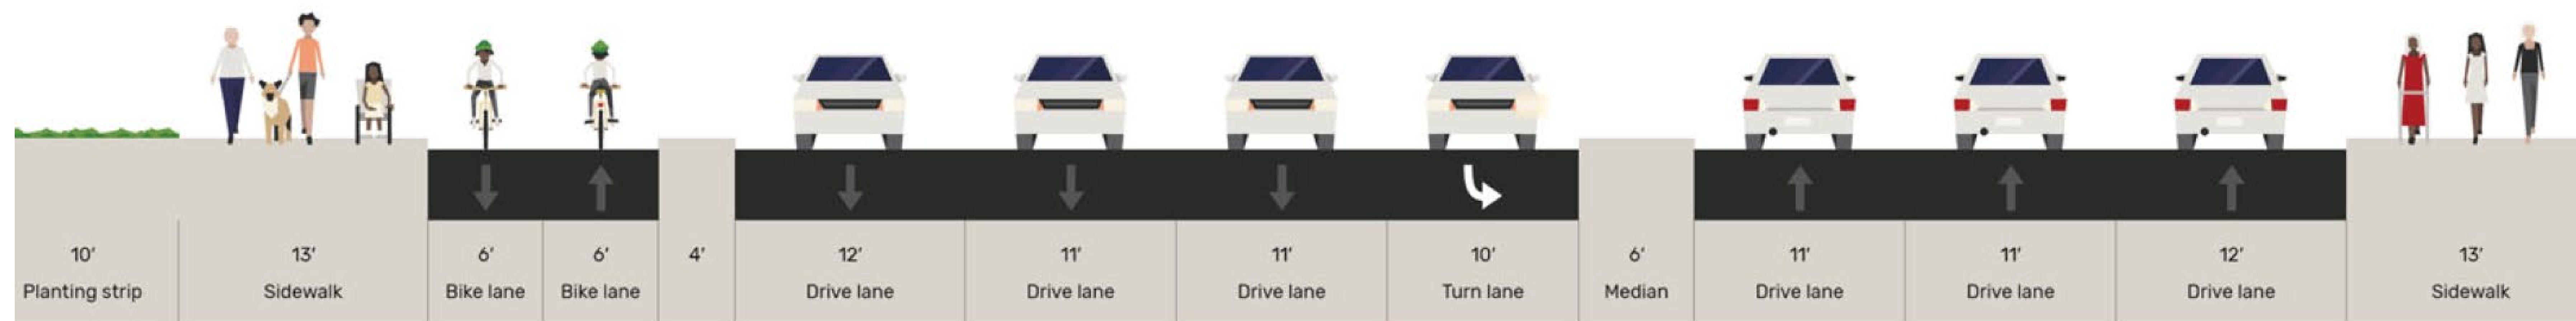 10′ 13′ 6′ 6′ 4′ 12′ 11′ 11′ 10′ 6′ 11′ 11′ 12′ 13′
Planting strip Sidewalk Bike lane Bike lane Drive lane Drive lane Drive lane Turn lane Median Drive lane Drive lane Drive lane Sidewalk